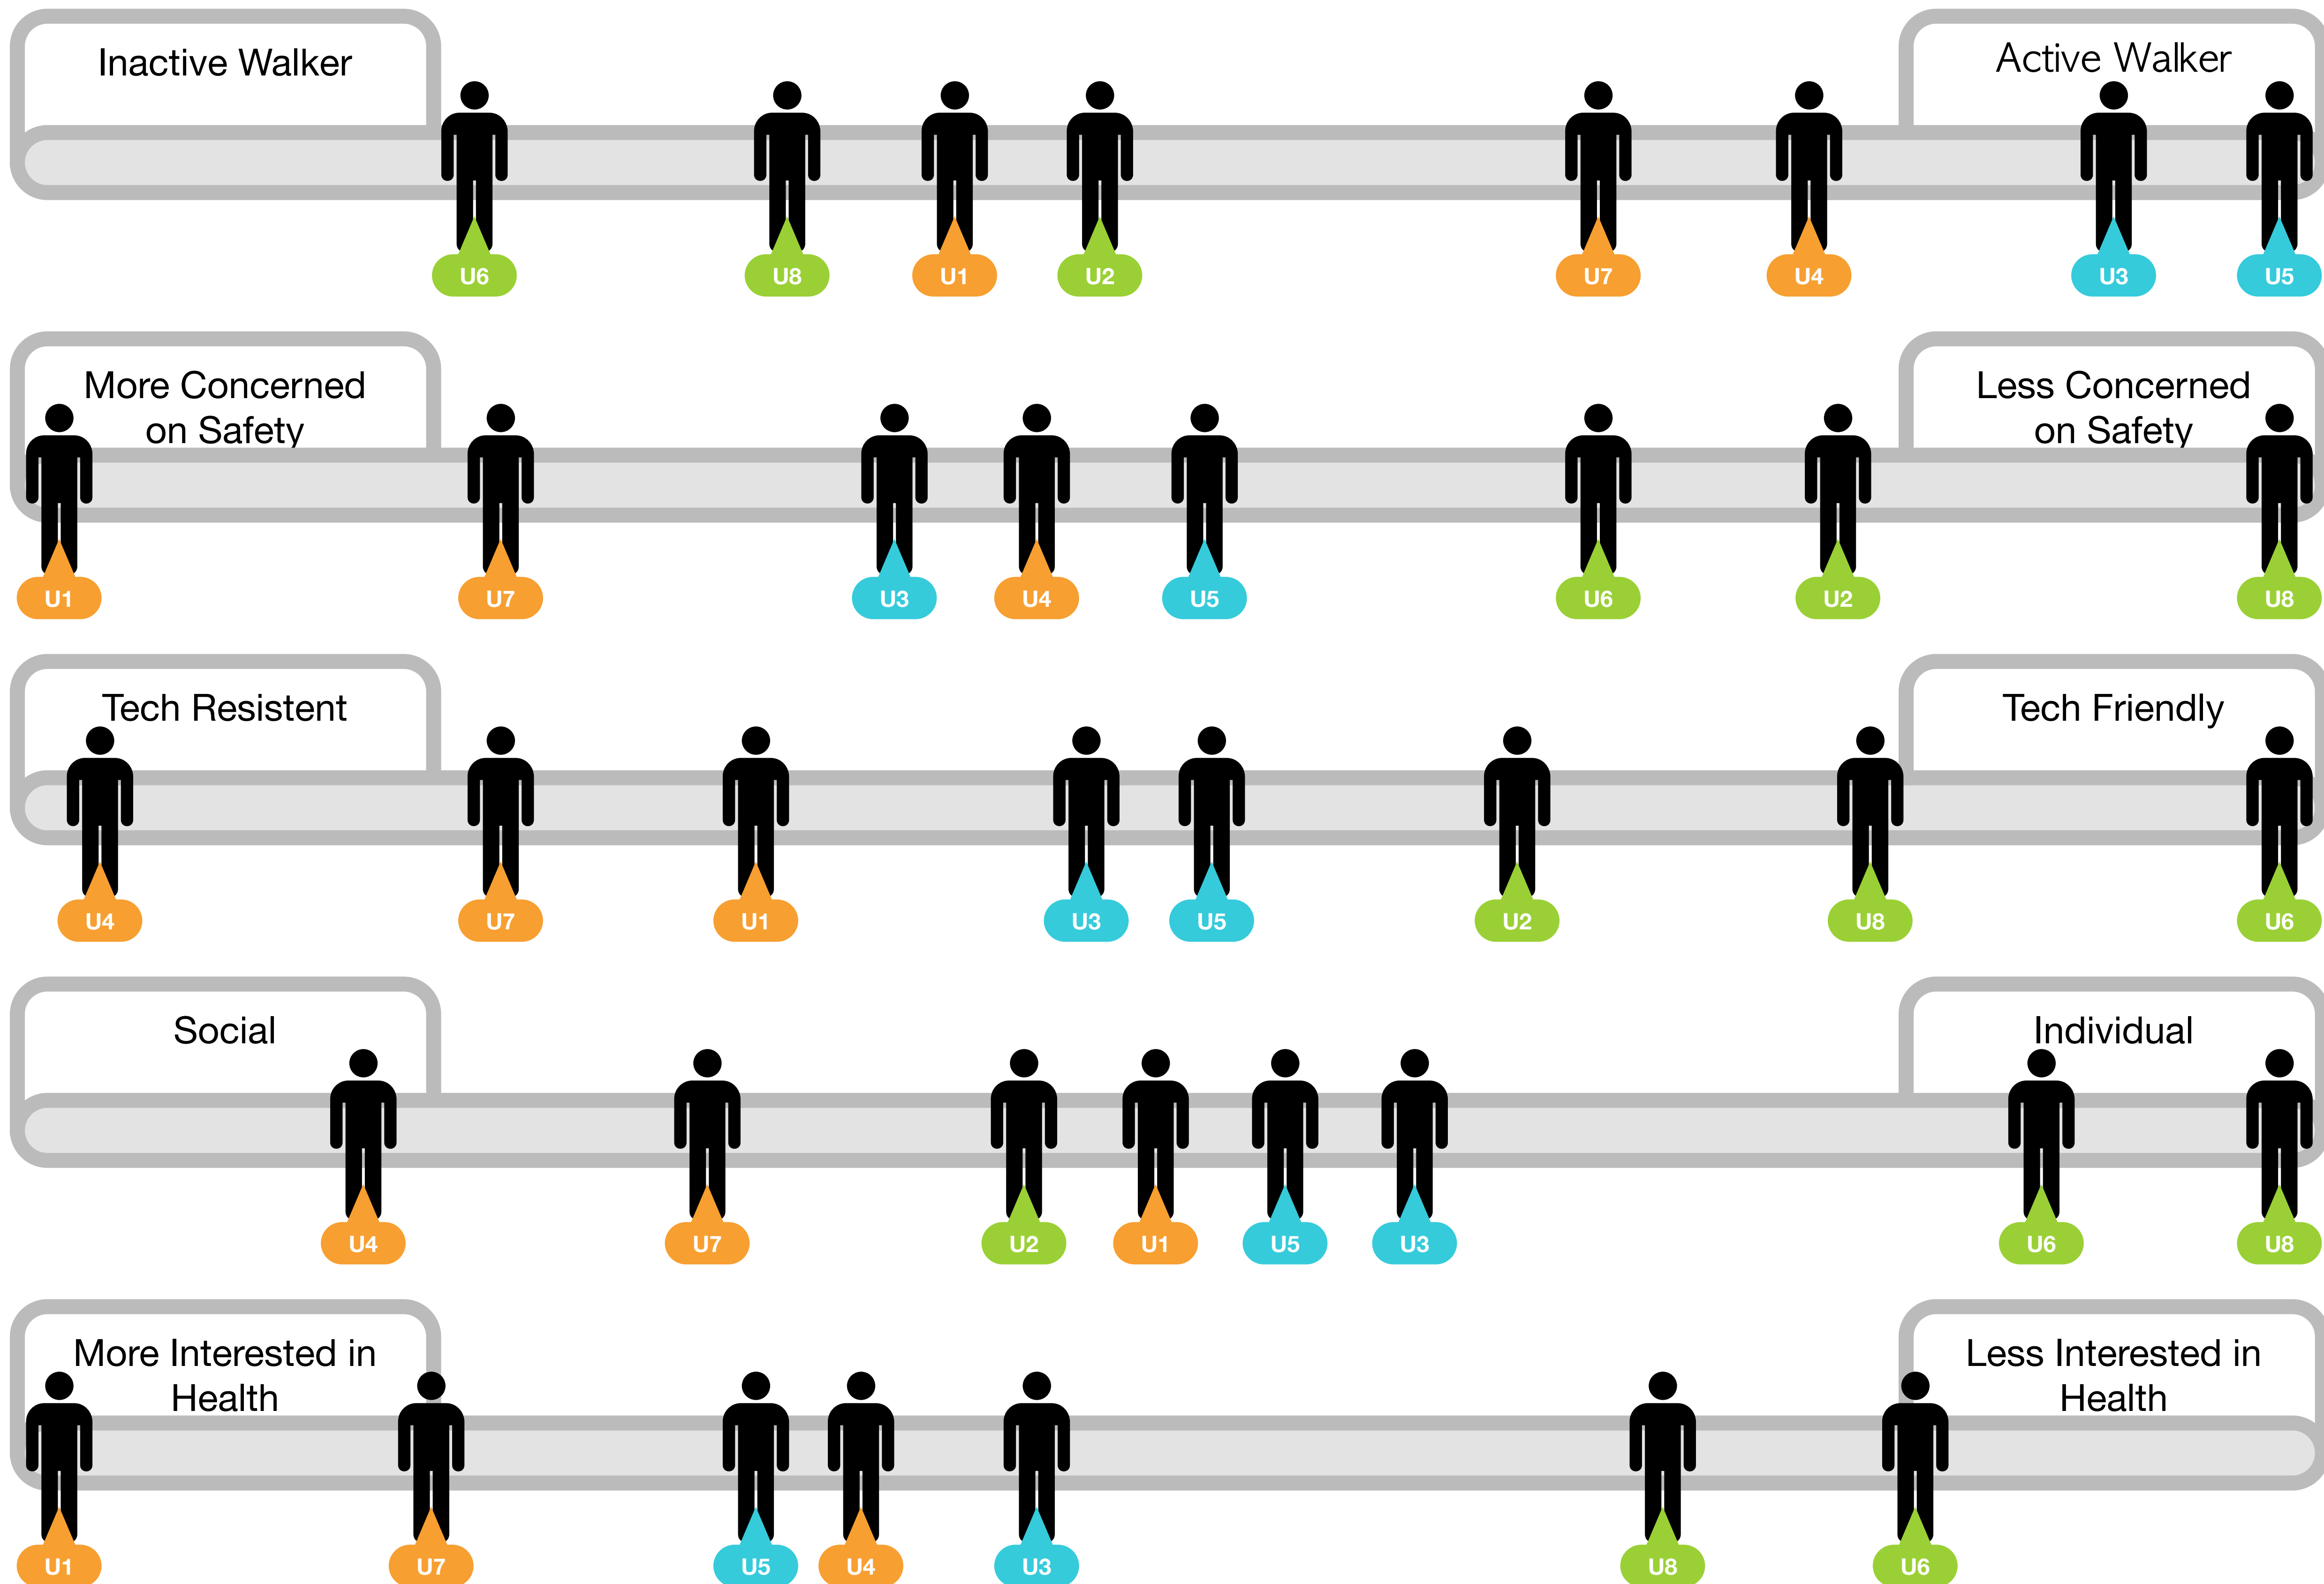 Inactive Walker
Active Walker
U6
U8
U1
U2
U7
U4
U3
U5
More Concerned
on Safety
Less Concerned
on Safety
U1
U7
U3
U4
U5
U6
U2
U8
Tech Resistent
Tech Friendly
U4
U7
U1
U3
U5
U2
U8
U6
Social
Individual
U4
U7
U2
U1
U5
U3
U6
U8
More Interested in
Health
Less Interested in
Health
U1
U7
U5
U4
U3
U8
U6